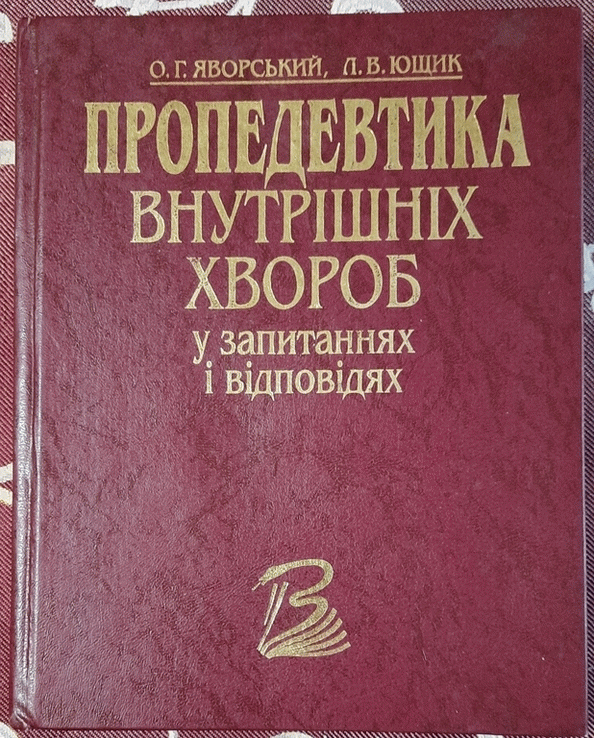 О. Г. ЯВОРСЬКИЙ, Л. В. ЮЩИК
ПРОПЕДЕВТИКА
ВНУТРІШНІХ
ХВОРОБ
у запитаннях
і відповідях
В